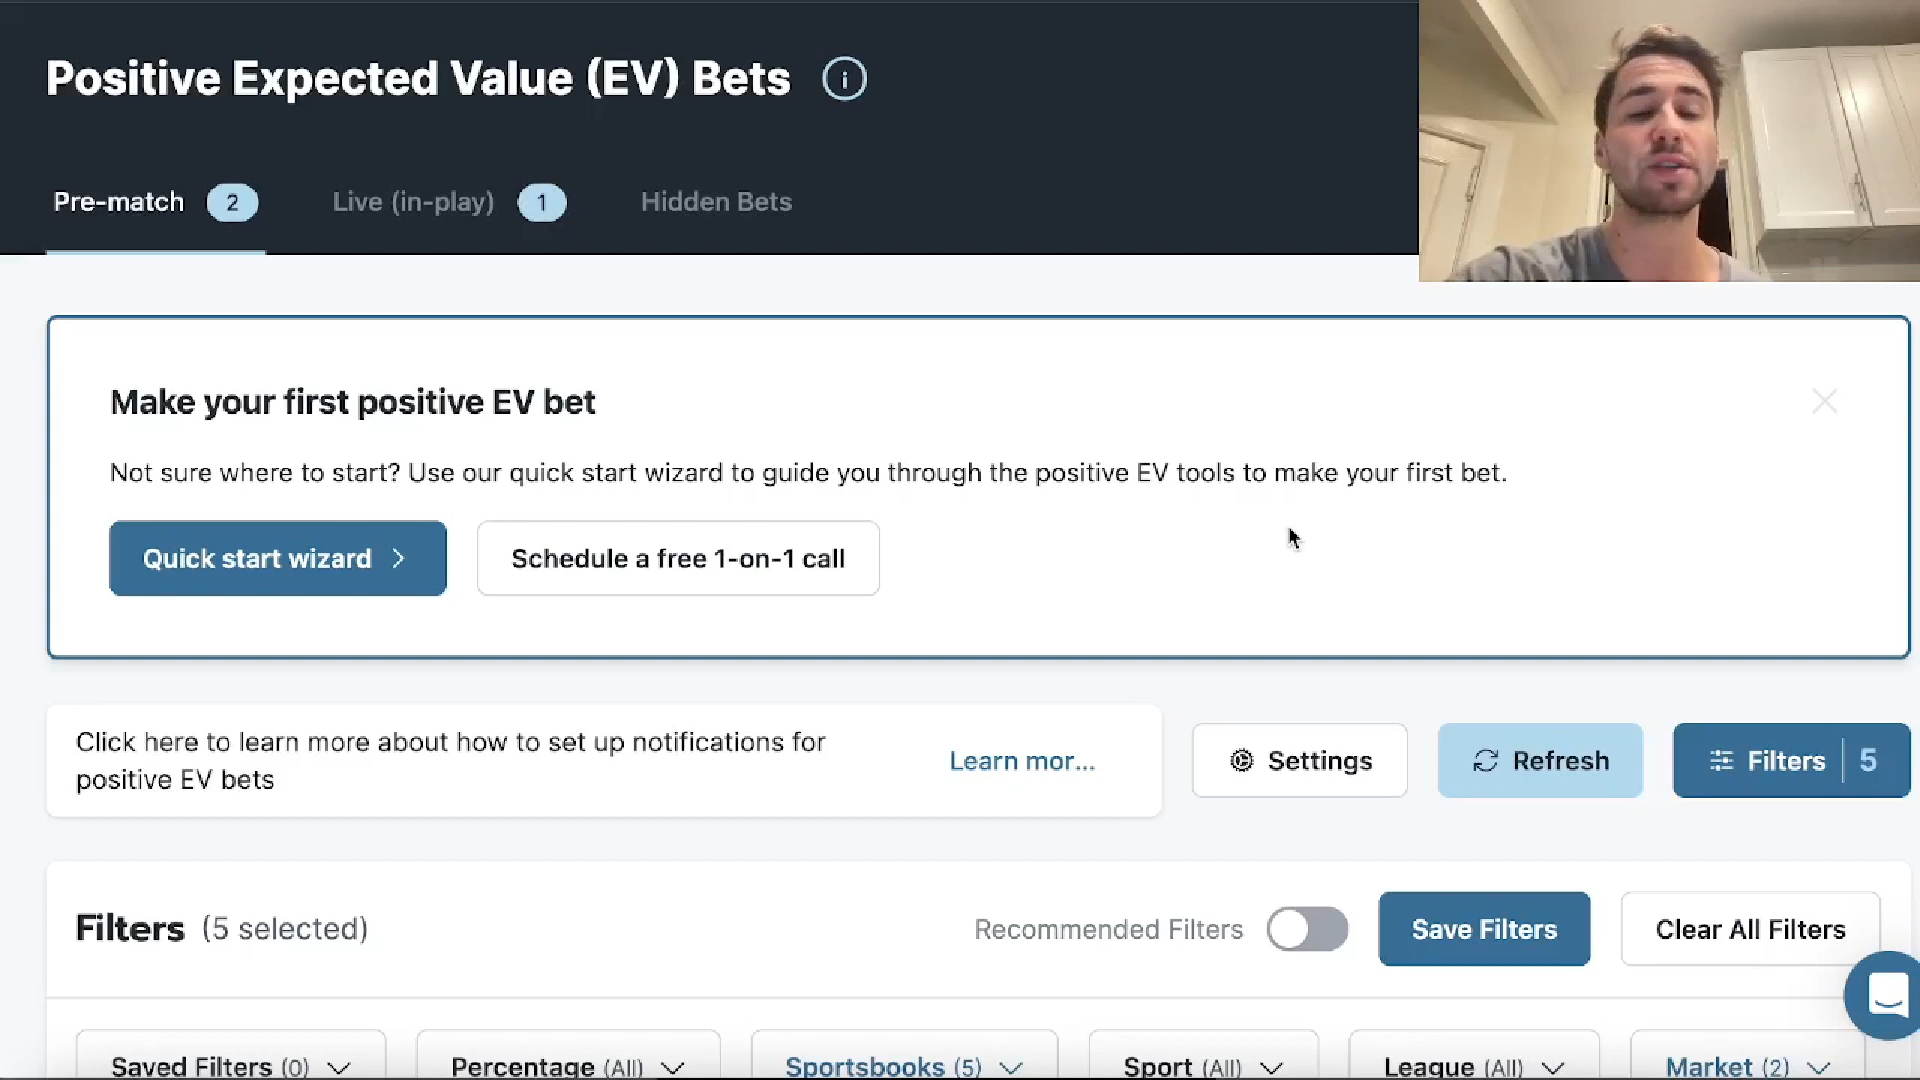 Positive Expected Value (EV) Bets
Pre-match 2 Live (in-play) 1 Hidden Bets
Make your first positive EV bet
Not sure where to start? Use our quick start wizard to guide you through the positive EV tools to make your first bet.
Quick start wizard Schedule a free 1-on-1 call
Click here to learn more about how to set up notifications for
positive EV bets
Learn mor...
Settings
Refresh
Filters 5
Filters (5 selected)
Recommended Filters
Save Filters
Clear All Filters
Saved Filters (0) Percentage (All) Sportsbooks (5) Sport (All) League (All) Market (2)